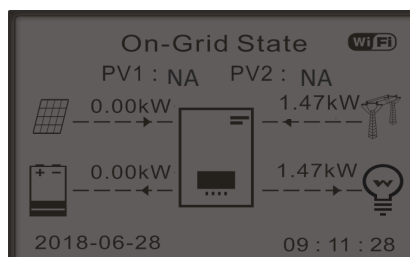 On-Grid State WiFi
PV1 : NA PV2 : NA
0.00kW 1.47kW
0.00kW 1.47kW
2018-06-28 09 : 11 : 28